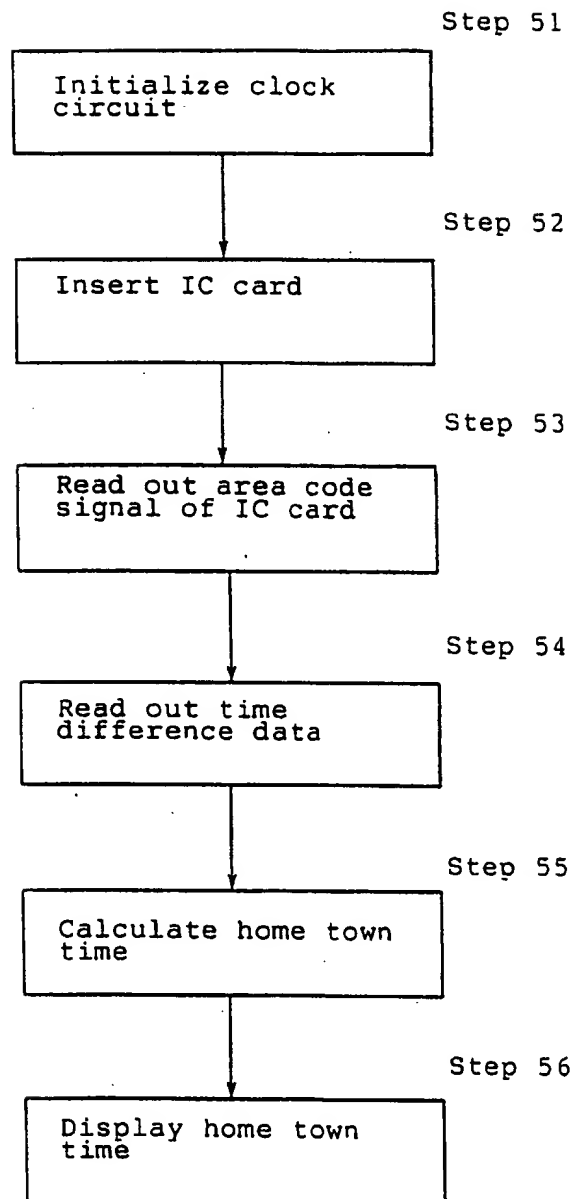 Step 51
Initialize clock
circuit
Step 52
Insert IC card
Step 53
Read out area code
signal of IC card
Step 54
Read out time
difference data
Step 55
Calculate home town
time
Step 56
Display home town
time